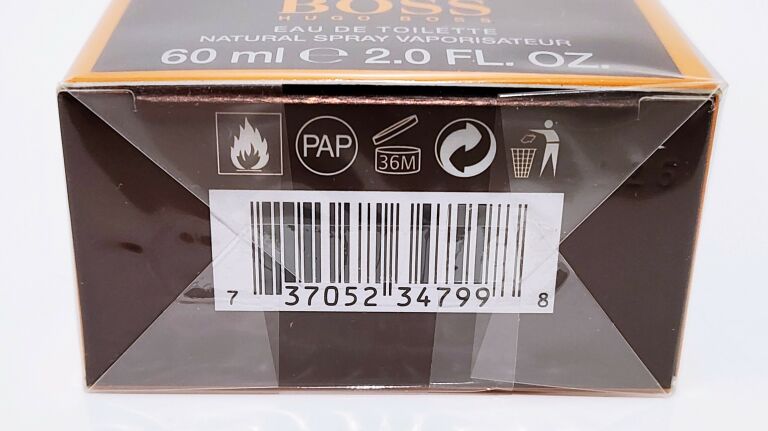 BOSS
HUGO BOSS
EAU DE TOILETTE
NATURAL SPRAY VAPORISATEUR
60 ml ℮ 2.0 FL. OZ.
PAP
36M
7 37052 34799 8